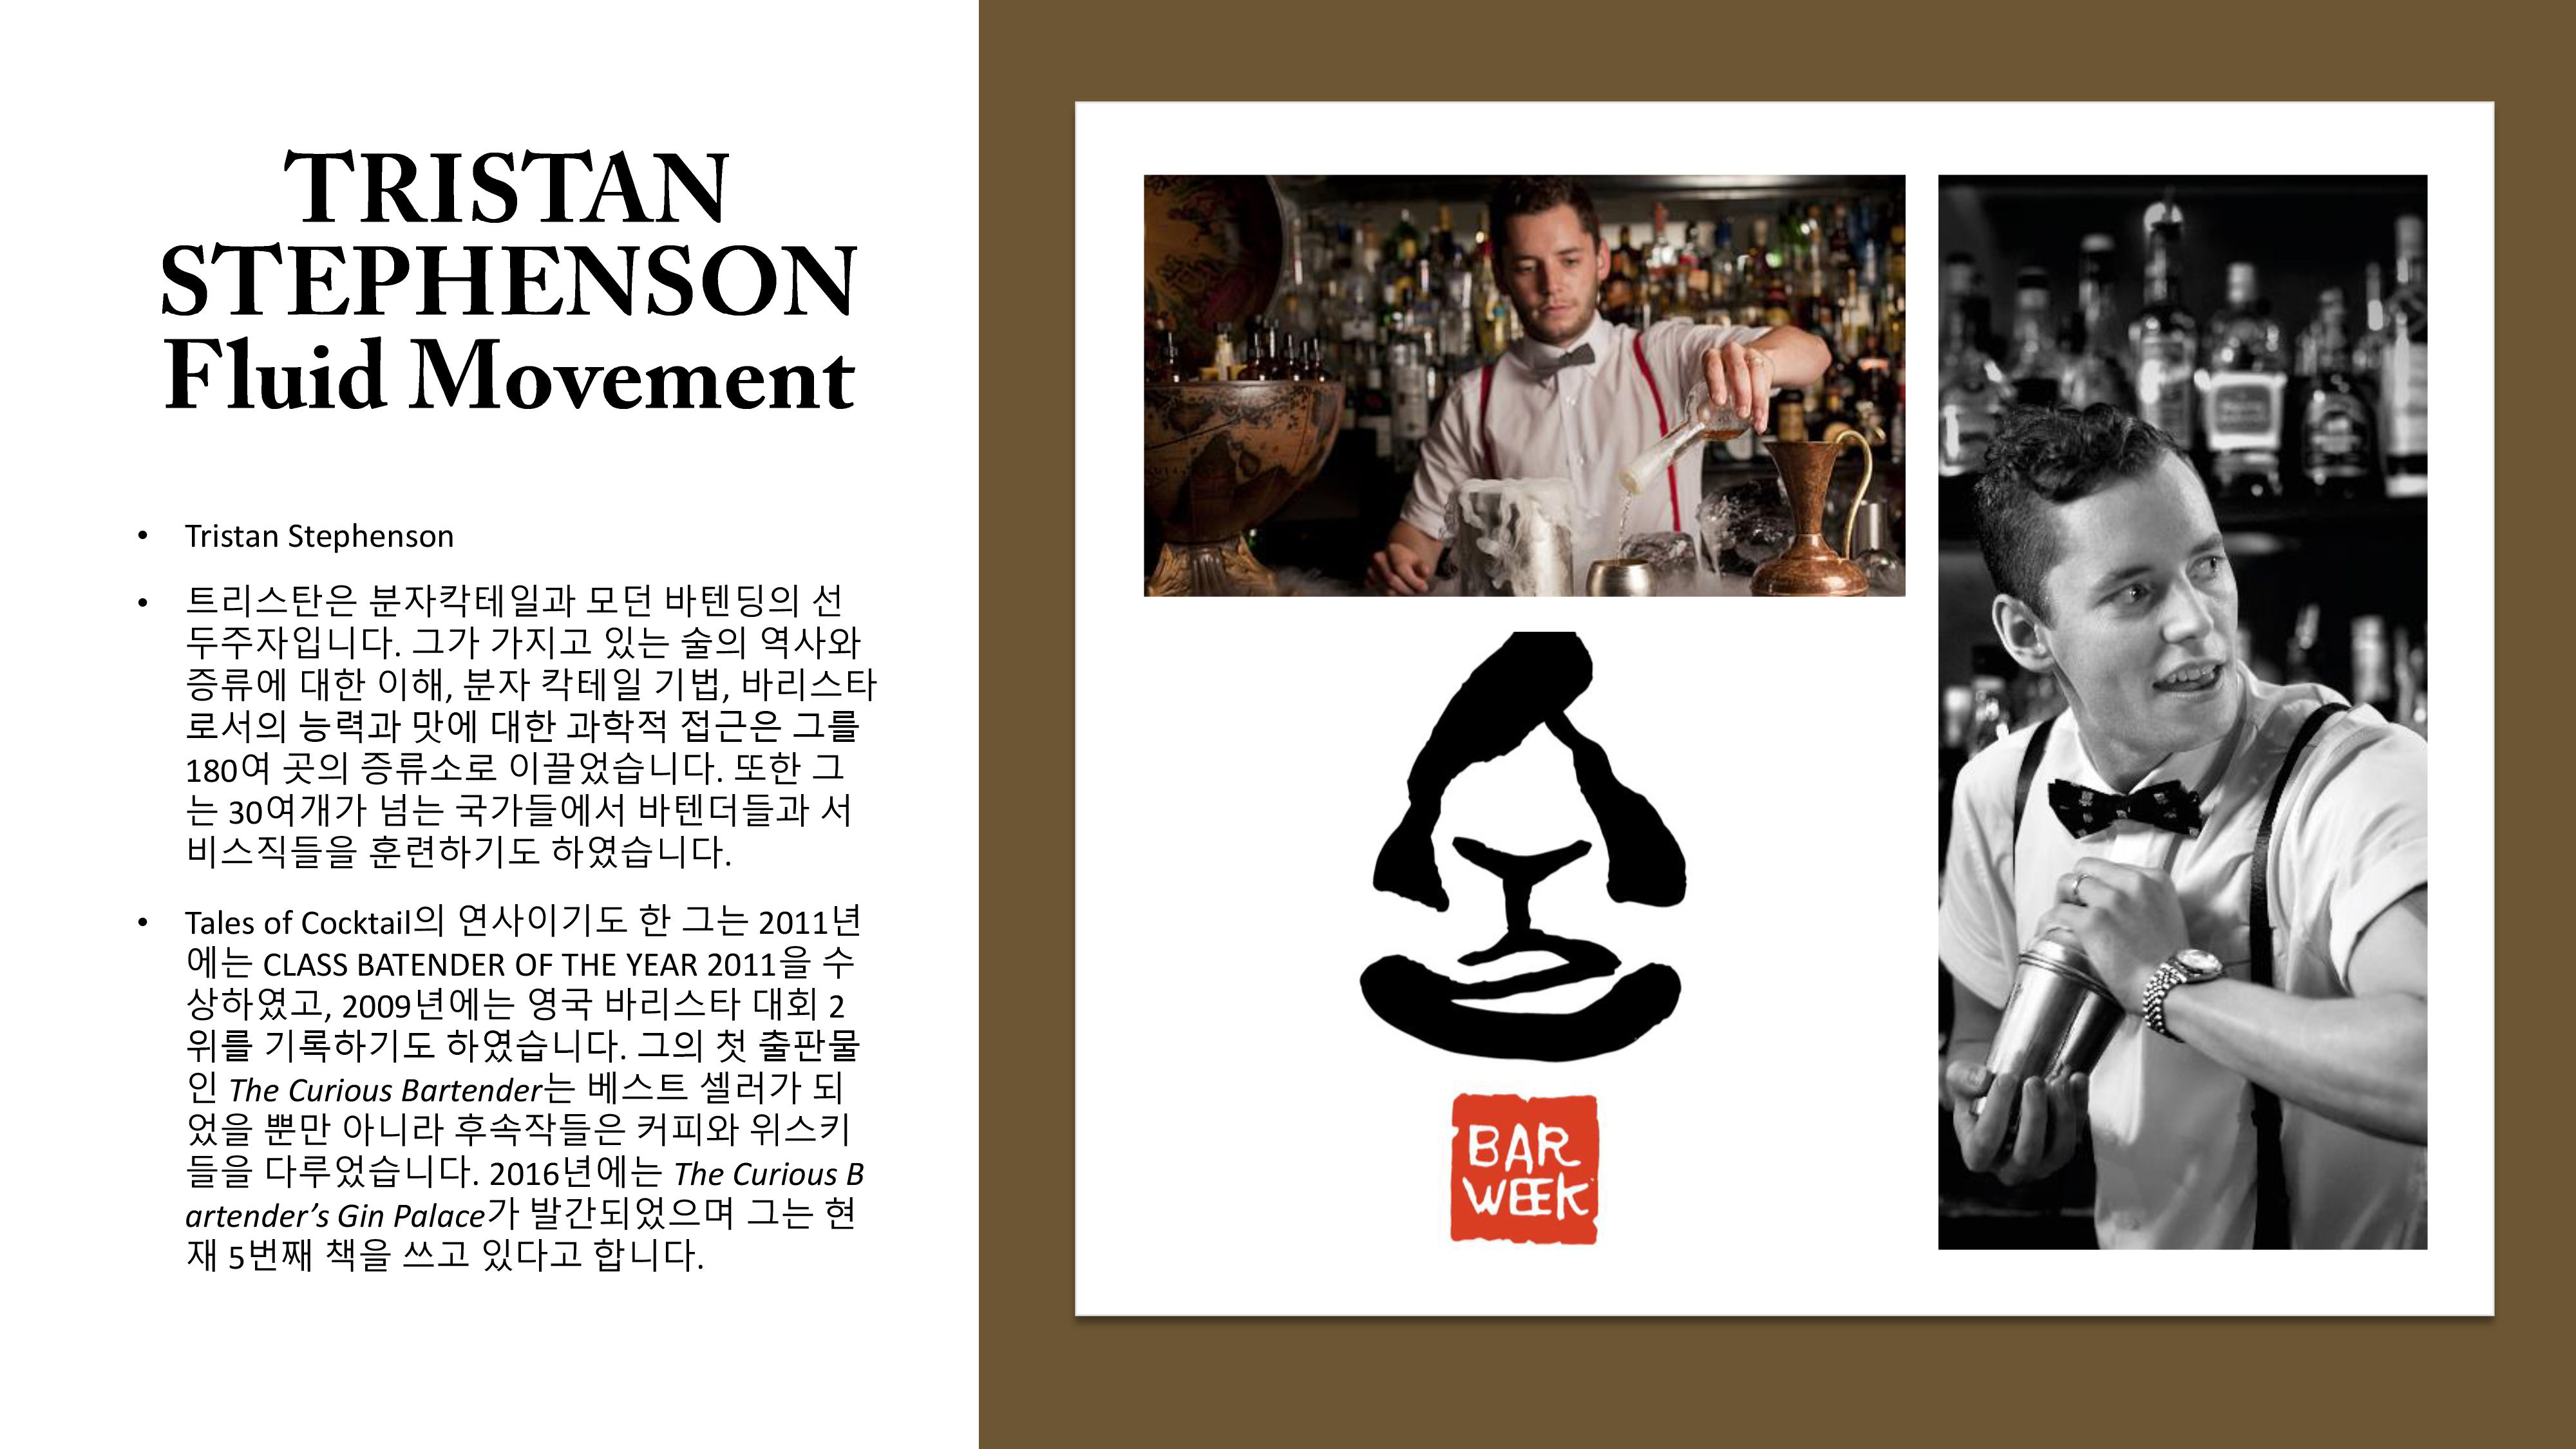 TRISTAN
STEPHENSON
Fluid Movement
• Tristan Stephenson
• 트리스탄은 분자칵테일과 모던 바텐딩의 선
두주자입니다. 그가 가지고 있는 술의 역사와
증류에 대한 이해, 분자 칵테일 기법, 바리스타
로서의 능력과 맛에 대한 과학적 접근은 그를
180여 곳의 증류소로 이끌었습니다. 또한 그
는 30여개가 넘는 국가들에서 바텐더들과 서
비스직들을 훈련하기도 하였습니다.
• Tales of Cocktail의 연사이기도 한 그는 2011년
에는 CLASS BATENDER OF THE YEAR 2011을 수
상하였고, 2009년에는 영국 바리스타 대회 2
위를 기록하기도 하였습니다. 그의 첫 출판물
인 The Curious Bartender는 베스트 셀러가 되
었을 뿐만 아니라 후속작들은 커피와 위스키
들을 다루었습니다. 2016년에는 The Curious B
artender’s Gin Palace가 발간되었으며 그는 현
재 5번째 책을 쓰고 있다고 합니다.
BAR
WEEK